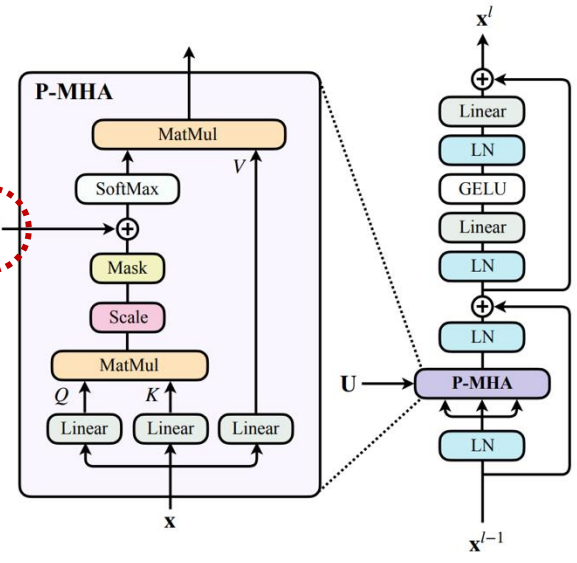 P-MHA
MatMul
V
SoftMax
Mask
Scale
MatMul
Q
K
Linear
Linear
Linear
x
x^l
Linear
LN
GELU
Linear
LN
LN
U
P-MHA
LN
x^{l-1}